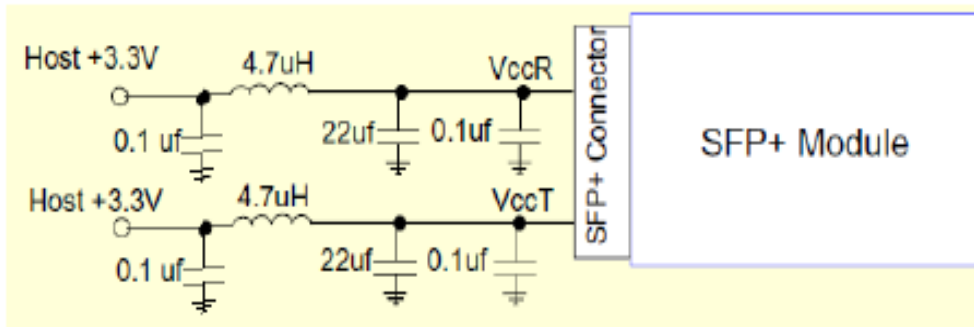 Host +3.3V
4.7uH
VccR
0.1 uf
22uf
0.1uf
SFP+ Connector
SFP+ Module
Host +3.3V
4.7uH
VccT
0.1 uf
22uf
0.1uf